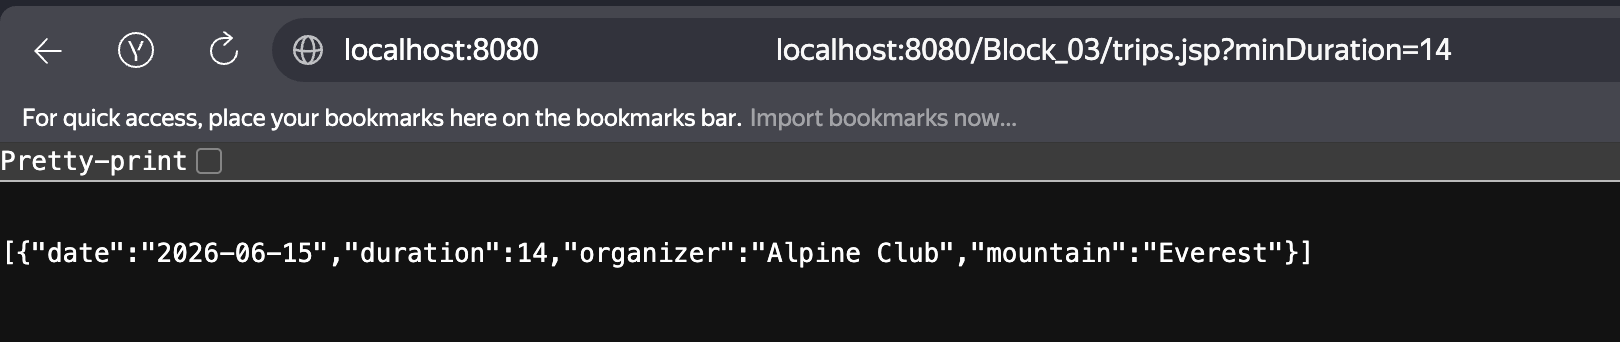 localhost:8080 localhost:8080/Block_03/trips.jsp?minDuration=14
For quick access, place your bookmarks here on the bookmarks bar. Import bookmarks now...
Pretty-print
[{"date":"2026-06-15","duration":14,"organizer":"Alpine Club","mountain":"Everest"}]